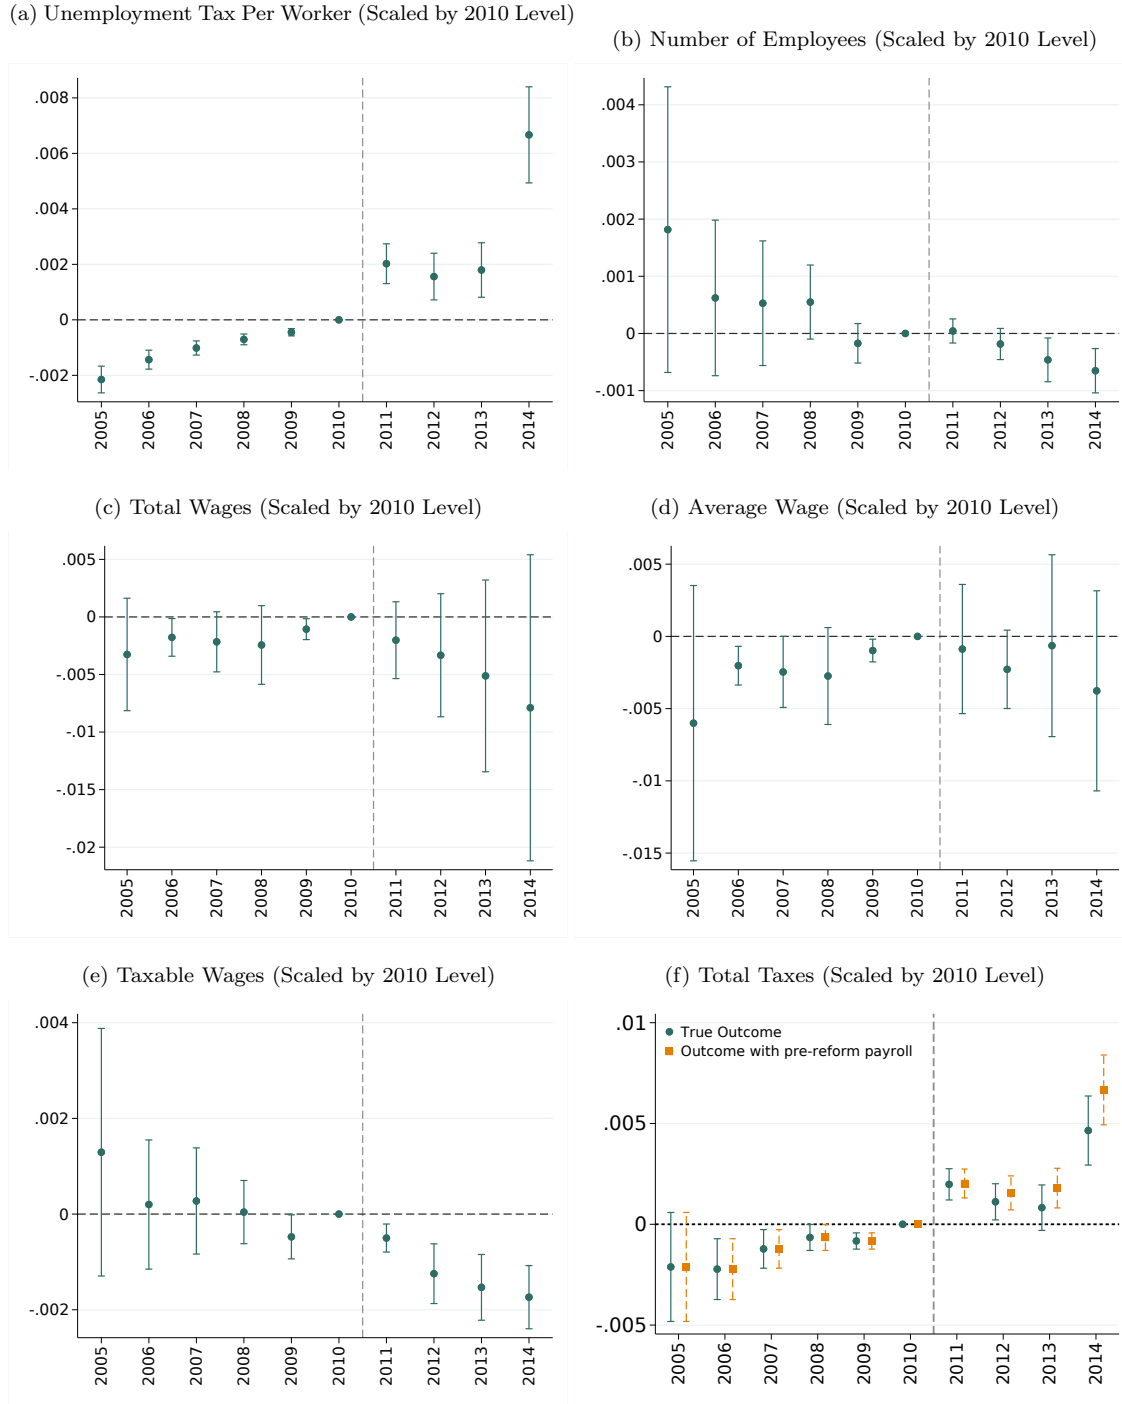 (a) Unemployment Tax Per Worker (Scaled by 2010 Level)
.008
.006
.004
.002
0
-.002
2005 2006 2007 2008 2009 2010 2011 2012 2013 2014
(b) Number of Employees (Scaled by 2010 Level)
.004
.003
.002
.001
0
-.001
2005 2006 2007 2008 2009 2010 2011 2012 2013 2014
(c) Total Wages (Scaled by 2010 Level)
.005
0
-.005
-.01
-.015
-.02
2005 2006 2007 2008 2009 2010 2011 2012 2013 2014
(d) Average Wage (Scaled by 2010 Level)
.005
0
-.005
-.01
-.015
2005 2006 2007 2008 2009 2010 2011 2012 2013 2014
(e) Taxable Wages (Scaled by 2010 Level)
.004
.002
0
-.002
2005 2006 2007 2008 2009 2010 2011 2012 2013 2014
(f) Total Taxes (Scaled by 2010 Level)
True Outcome
Outcome with pre-reform payroll
.01
.005
0
-.005
2005 2006 2007 2008 2009 2010 2011 2012 2013 2014